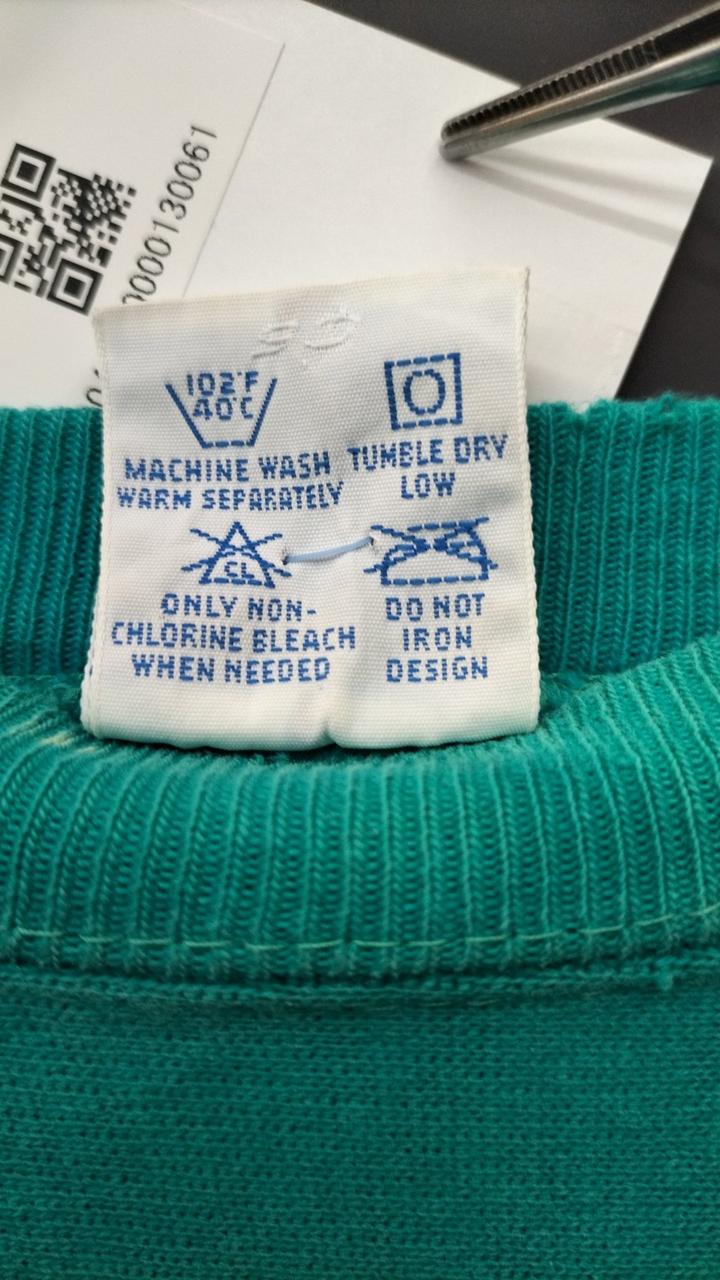 0000130061
102°F
40°C
MACHINE WASH
WARM SEPARATELY
TUMBLE DRY
LOW
CL
ONLY NON-
CHLORINE BLEACH
WHEN NEEDED
DO NOT
IRON
DESIGN